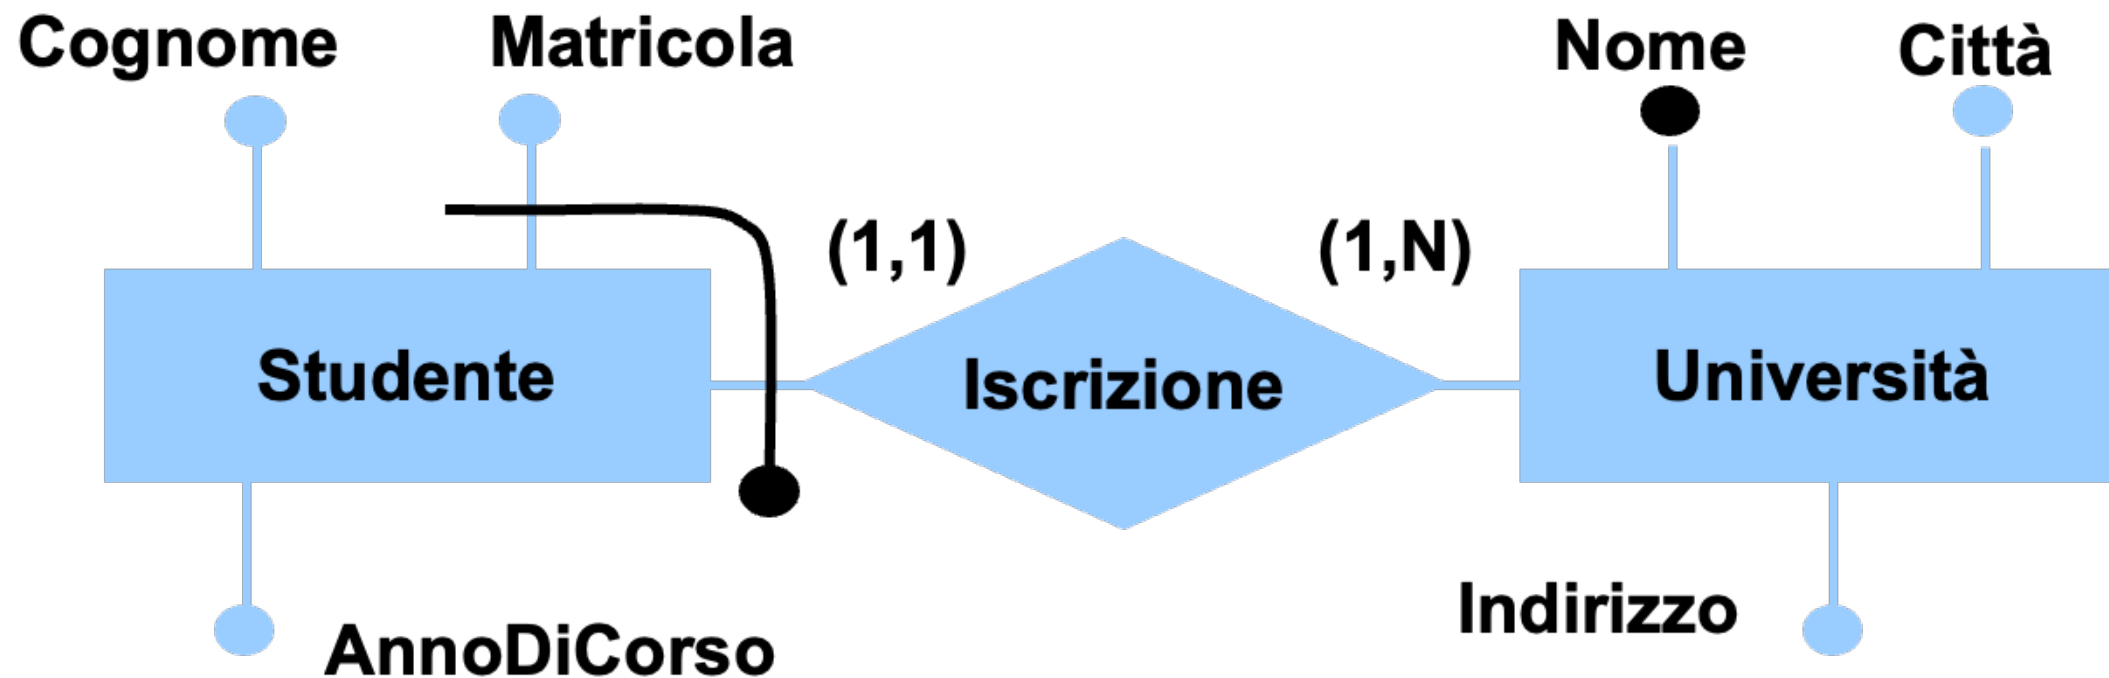 Cognome
Matricola
Nome
Città
(1,1)
(1,N)
Studente
Iscrizione
Università
Indirizzo
AnnoDiCorso